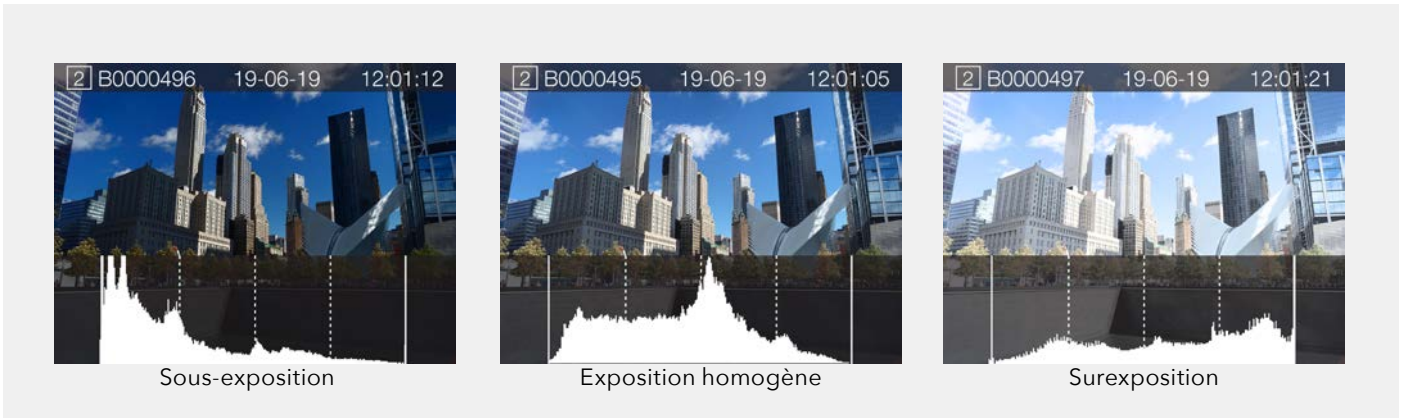 2 B0000496 19-06-19 12:01:12
2 B0000495 19-06-19 12:01:05
2 B0000497 19-06-19 12:01:21
Sous-exposition
Exposition homogène
Surexposition